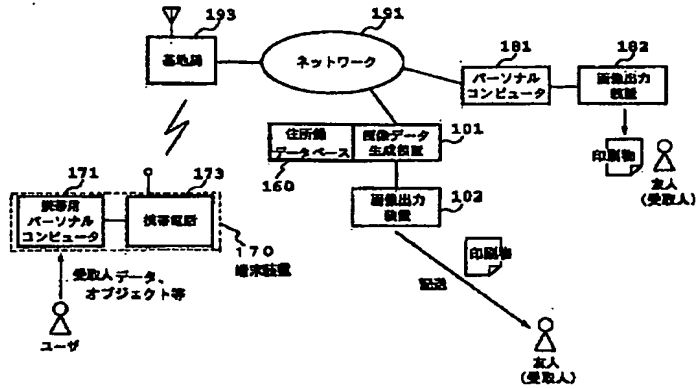 193
基地局
191
ネットワーク
181
パーソナル
コンピュータ
182
画像出力
装置
住所録
データベース
160
画像データ
生成装置
101
画像出力
装置
102
印刷物
友人
(受取人)
171
携帯用
パーソナル
コンピュータ
173
携帯電話
170
端末装置
受取人データ、
オブジェクト等
ユーザ
印刷物
配送
友人
(受取人)